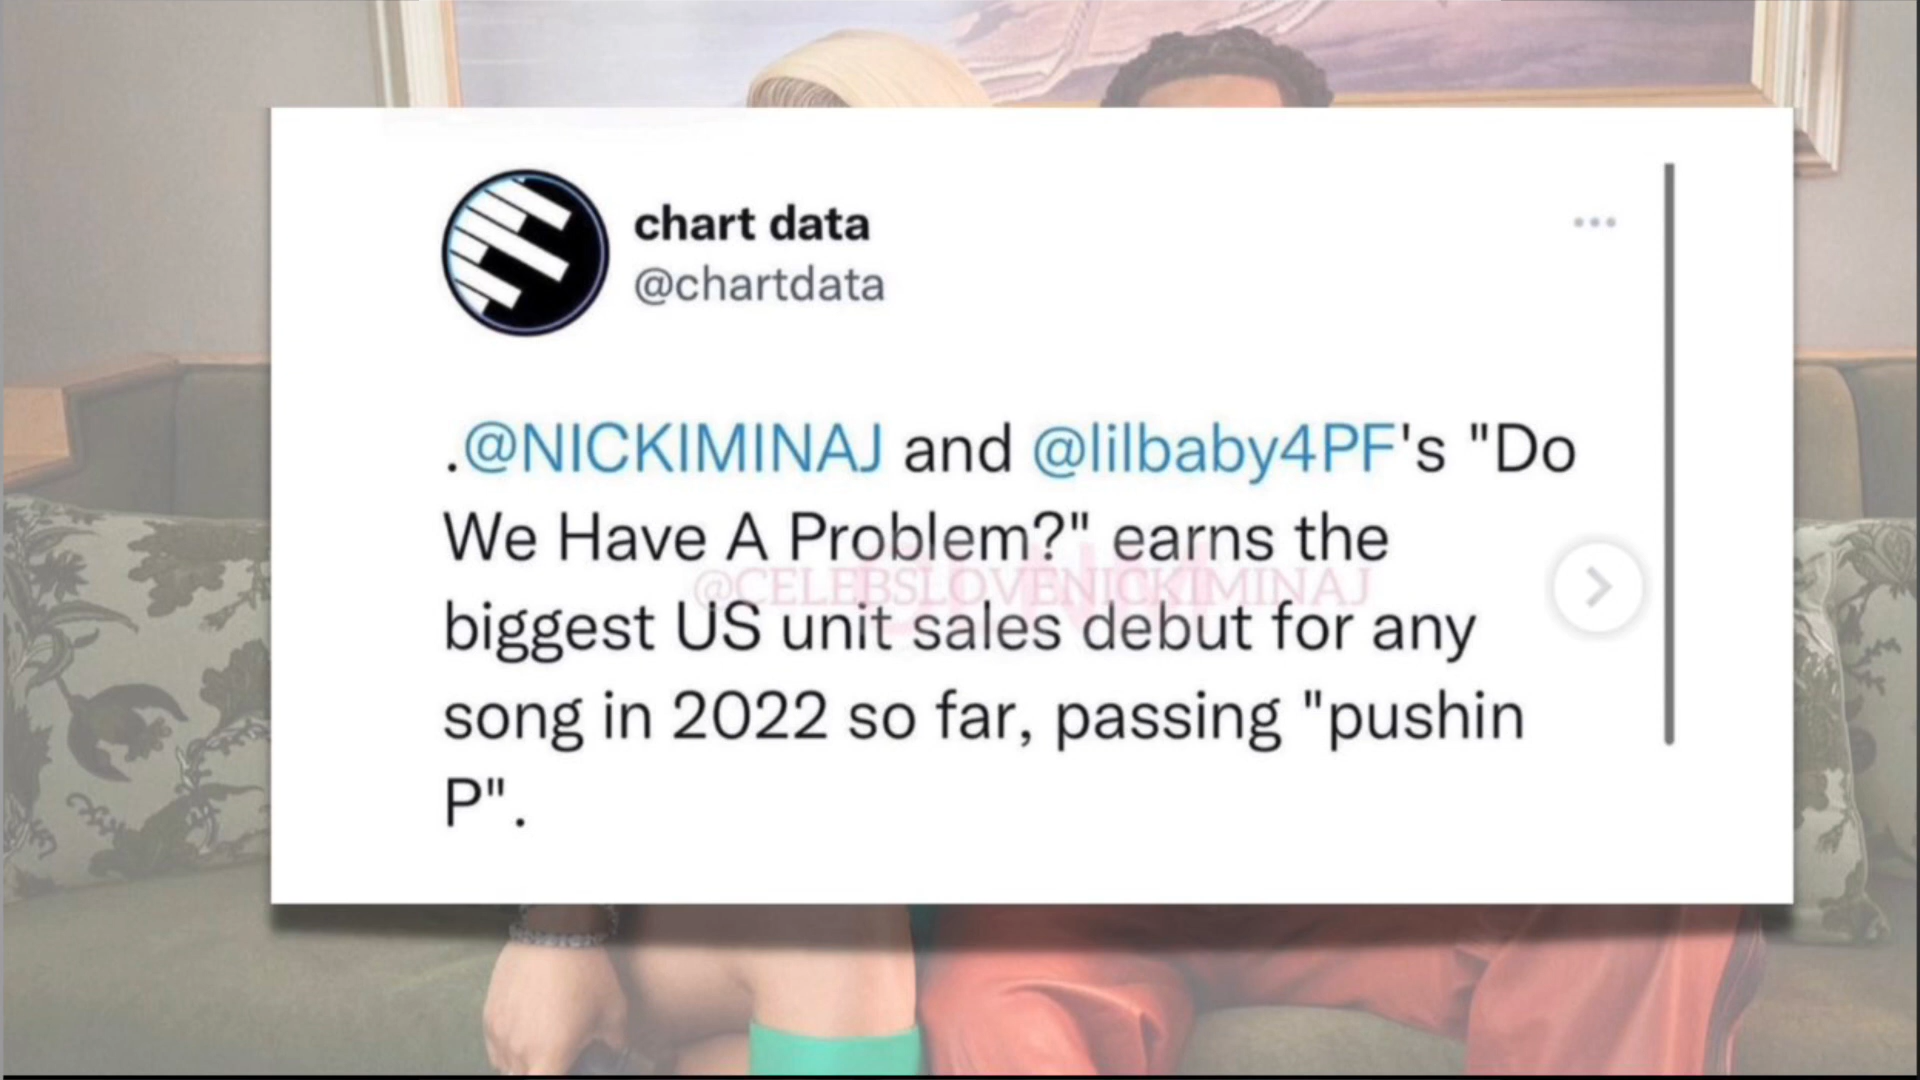 chart data
@chartdata
.@NICKIMINAJ and @lilbaby4PF's "Do
We Have A Problem?" earns the
@CELEBSLOVENICKIMINAJ
biggest US unit sales debut for any
song in 2022 so far, passing "pushin
P".